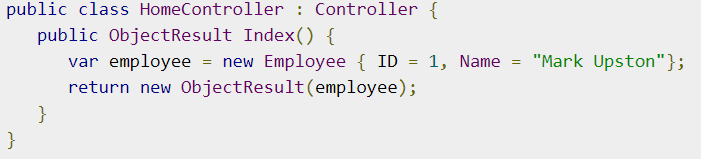 public class HomeController : Controller {
   public ObjectResult Index() {
      var employee = new Employee { ID = 1, Name = "Mark Upston"};
      return new ObjectResult(employee);
   }
}